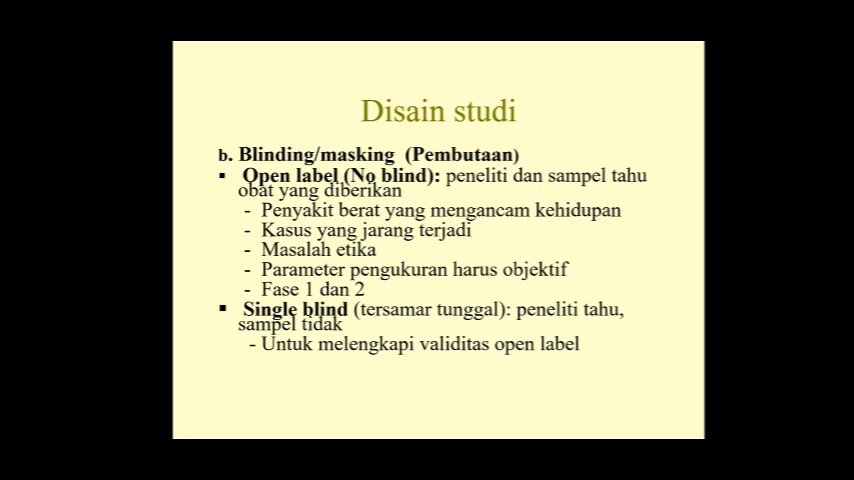 Disain studi
b. Blinding/masking (Pembutaan)
▪ Open label (No blind): peneliti dan sampel tahu
obat yang diberikan
- Penyakit berat yang mengancam kehidupan
- Kasus yang jarang terjadi
- Masalah etika
- Parameter pengukuran harus objektif
- Fase 1 dan 2
▪ Single blind (tersamar tunggal): peneliti tahu,
sampel tidak
- Untuk melengkapi validitas open label